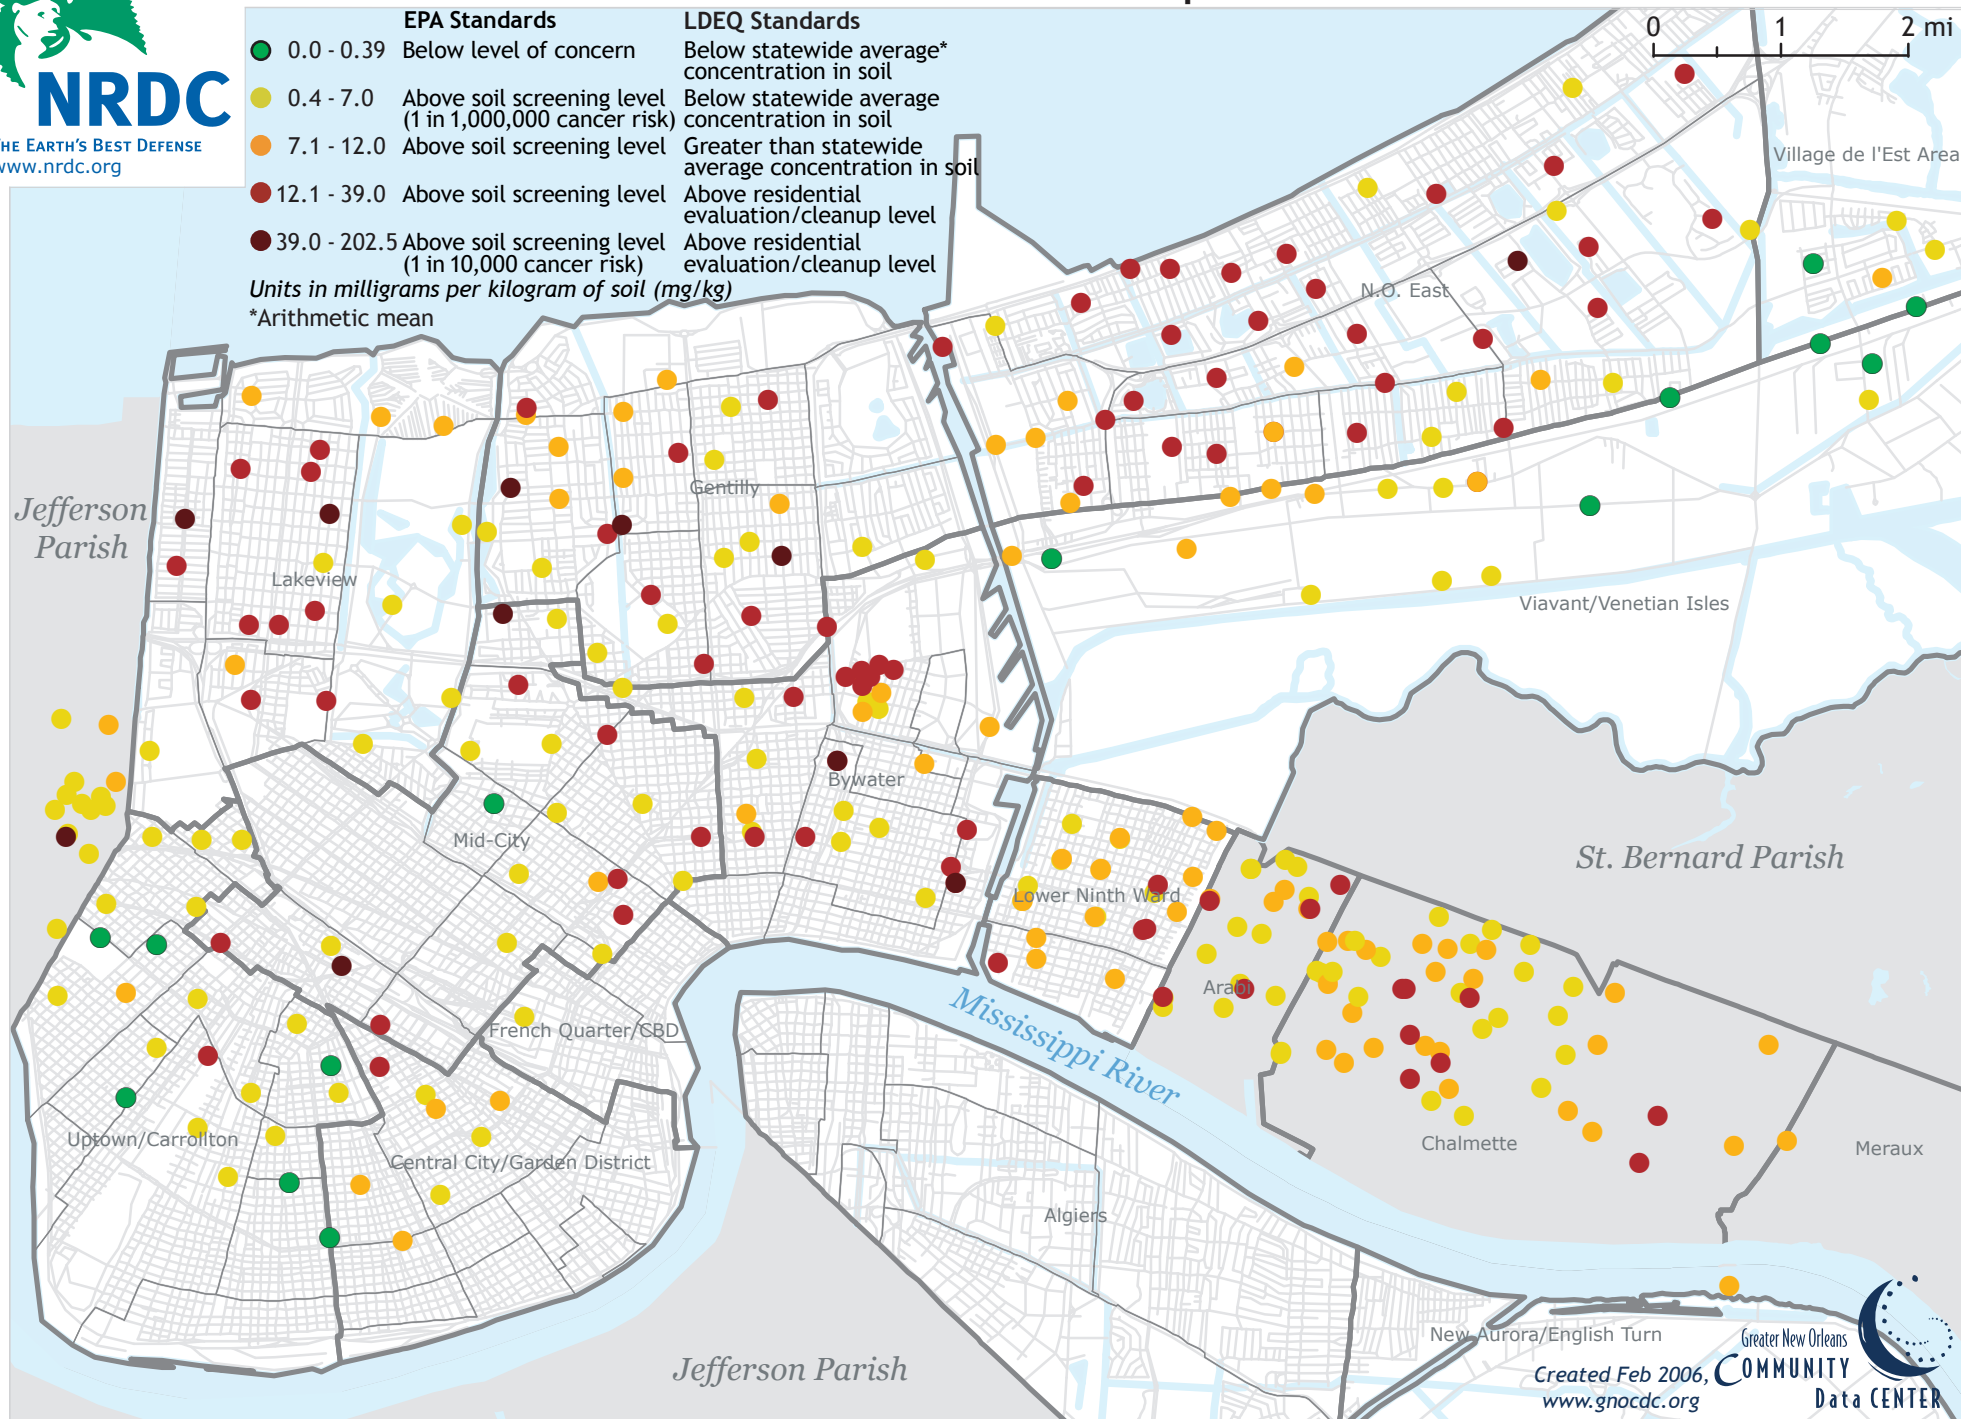 NRDC
THE EARTH'S BEST DEFENSE
www.nrdc.org
EPA Standards LDEQ Standards
0.0 - 0.39 Below level of concern Below statewide average*
concentration in soil
0.4 - 7.0 Above soil screening level Below statewide average
(1 in 1,000,000 cancer risk) concentration in soil
7.1 - 12.0 Above soil screening level Greater than statewide
average concentration in soil
12.1 - 39.0 Above soil screening level Above residential
evaluation/cleanup level
39.0 - 202.5 Above soil screening level Above residential
(1 in 10,000 cancer risk) evaluation/cleanup level
Units in milligrams per kilogram of soil (mg/kg)
*Arithmetic mean
0 1 2 mi
Village de l'Est Area
N.O. East
Gentilly
Jefferson
Parish
Lakeview
Viavant/Venetian Isles
Bywater
Mid-City
St. Bernard Parish
Lower Ninth Ward
Arabi
Mississippi River
French Quarter/CBD
Uptown/Carrollton
Central City/Garden District
Chalmette
Meraux
Algiers
New Aurora/English Turn
Jefferson Parish
Created Feb 2006,
www.gnocdc.org
Greater New Orleans
COMMUNITY
Data CENTER